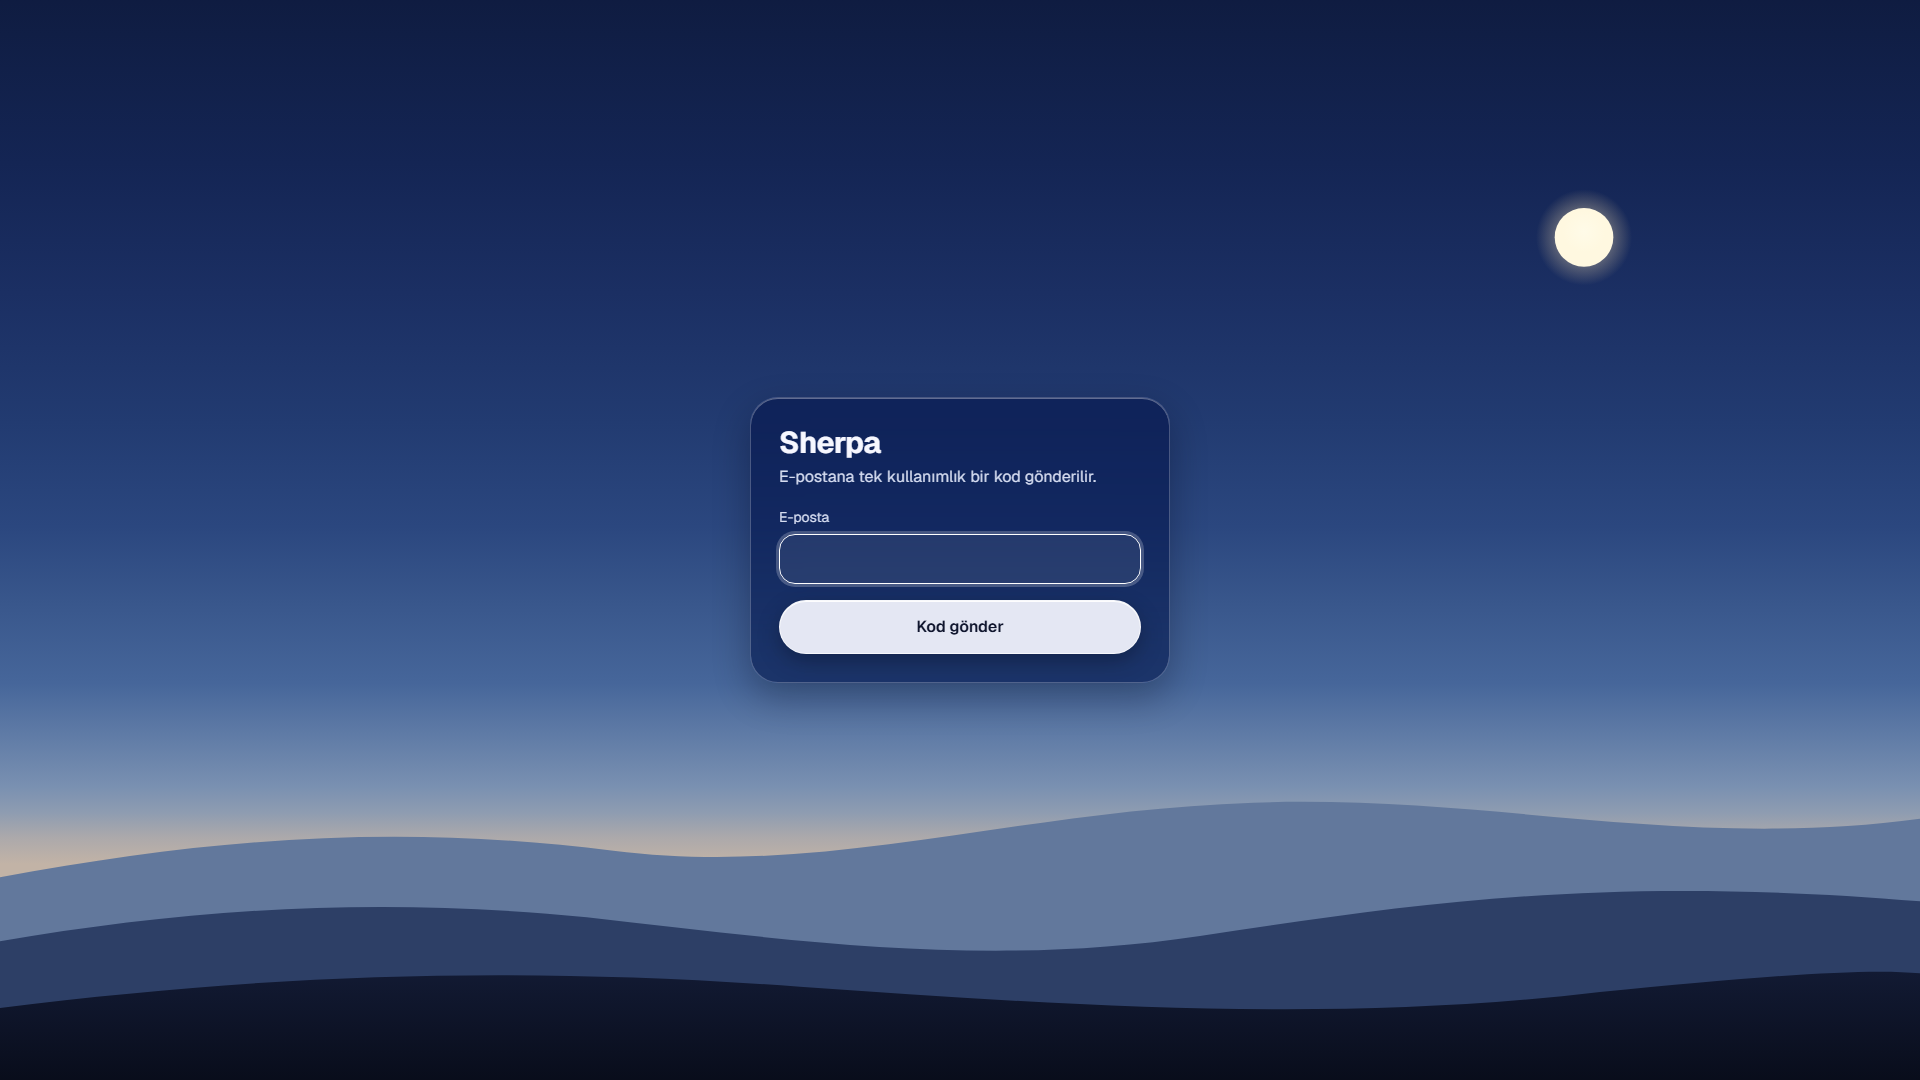 Sherpa
E-postana tek kullanımlık bir kod gönderilir.
E-posta
Kod gönder